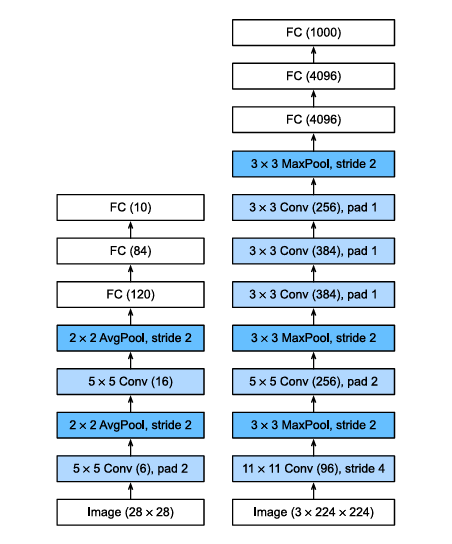 FC (1000)
FC (4096)
FC (4096)
3 × 3 MaxPool, stride 2
3 × 3 Conv (256), pad 1
3 × 3 Conv (384), pad 1
3 × 3 Conv (384), pad 1
3 × 3 MaxPool, stride 2
5 × 5 Conv (256), pad 2
3 × 3 MaxPool, stride 2
11 × 11 Conv (96), stride 4
Image (3 × 224 × 224)
FC (10)
FC (84)
FC (120)
2 × 2 AvgPool, stride 2
5 × 5 Conv (16)
2 × 2 AvgPool, stride 2
5 × 5 Conv (6), pad 2
Image (28 × 28)